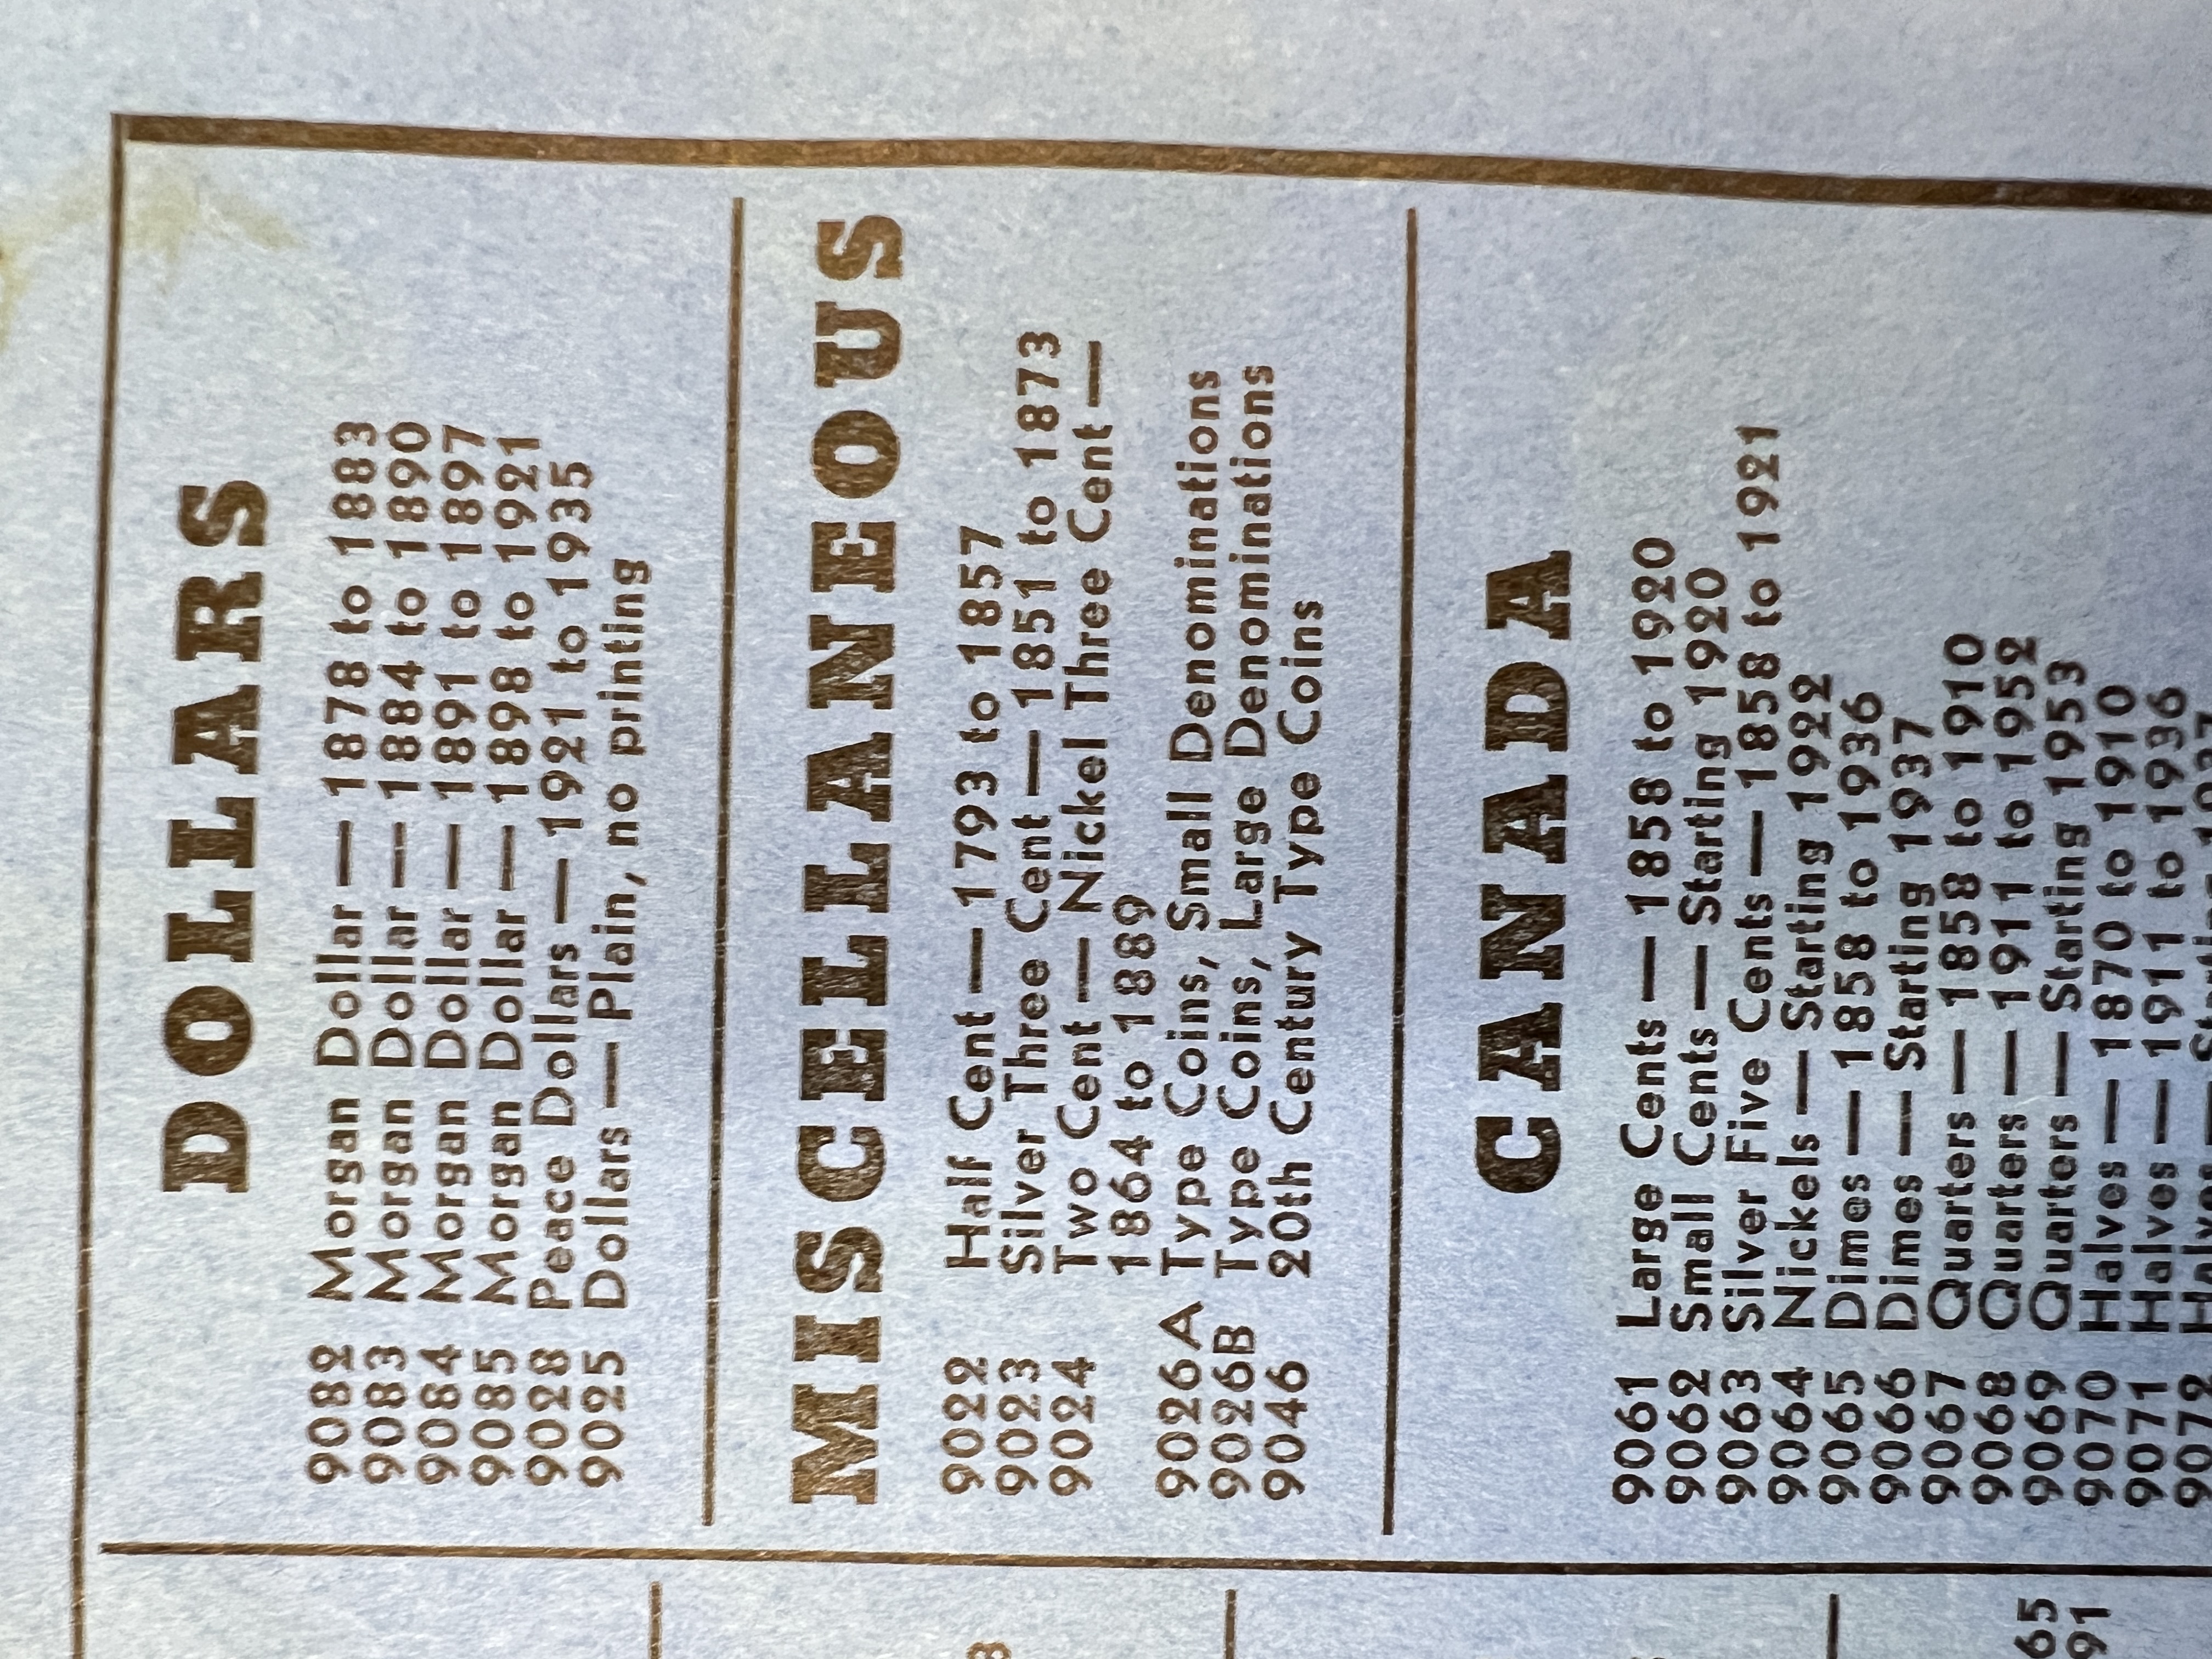 DOLLARS
9082 Morgan Dollar — 1878 to 1883
9083 Morgan Dollar — 1884 to 1890
9084 Morgan Dollar — 1891 to 1897
9085 Morgan Dollar — 1898 to 1921
9028 Peace Dollars — 1921 to 1935
9025 Dollars — Plain, no printing
MISCELLANEOUS
9022 Half Cent — 1793 to 1857
9023 Silver Three Cent — 1851 to 1873
9024 Two Cent — Nickel Three Cent —
1864 to 1889
9026A Type Coins, Small Denominations
9026B Type Coins, Large Denominations
9046 20th Century Type Coins
CANADA
9061 Large Cents — 1858 to 1920
9062 Small Cents — Starting 1920
9063 Silver Five Cents — 1858 to 1921
9064 Nickels — Starting 1922
9065 Dimes — 1858 to 1936
9066 Dimes — Starting 1937
9067 Quarters — 1858 to 1910
9068 Quarters — 1911 to 1952
9069 Quarters — Starting 1953
9070 Halves — 1870 to 1910
9071 Halves — 1911 to 1936
9072 Halves — Starting 1937
65
91